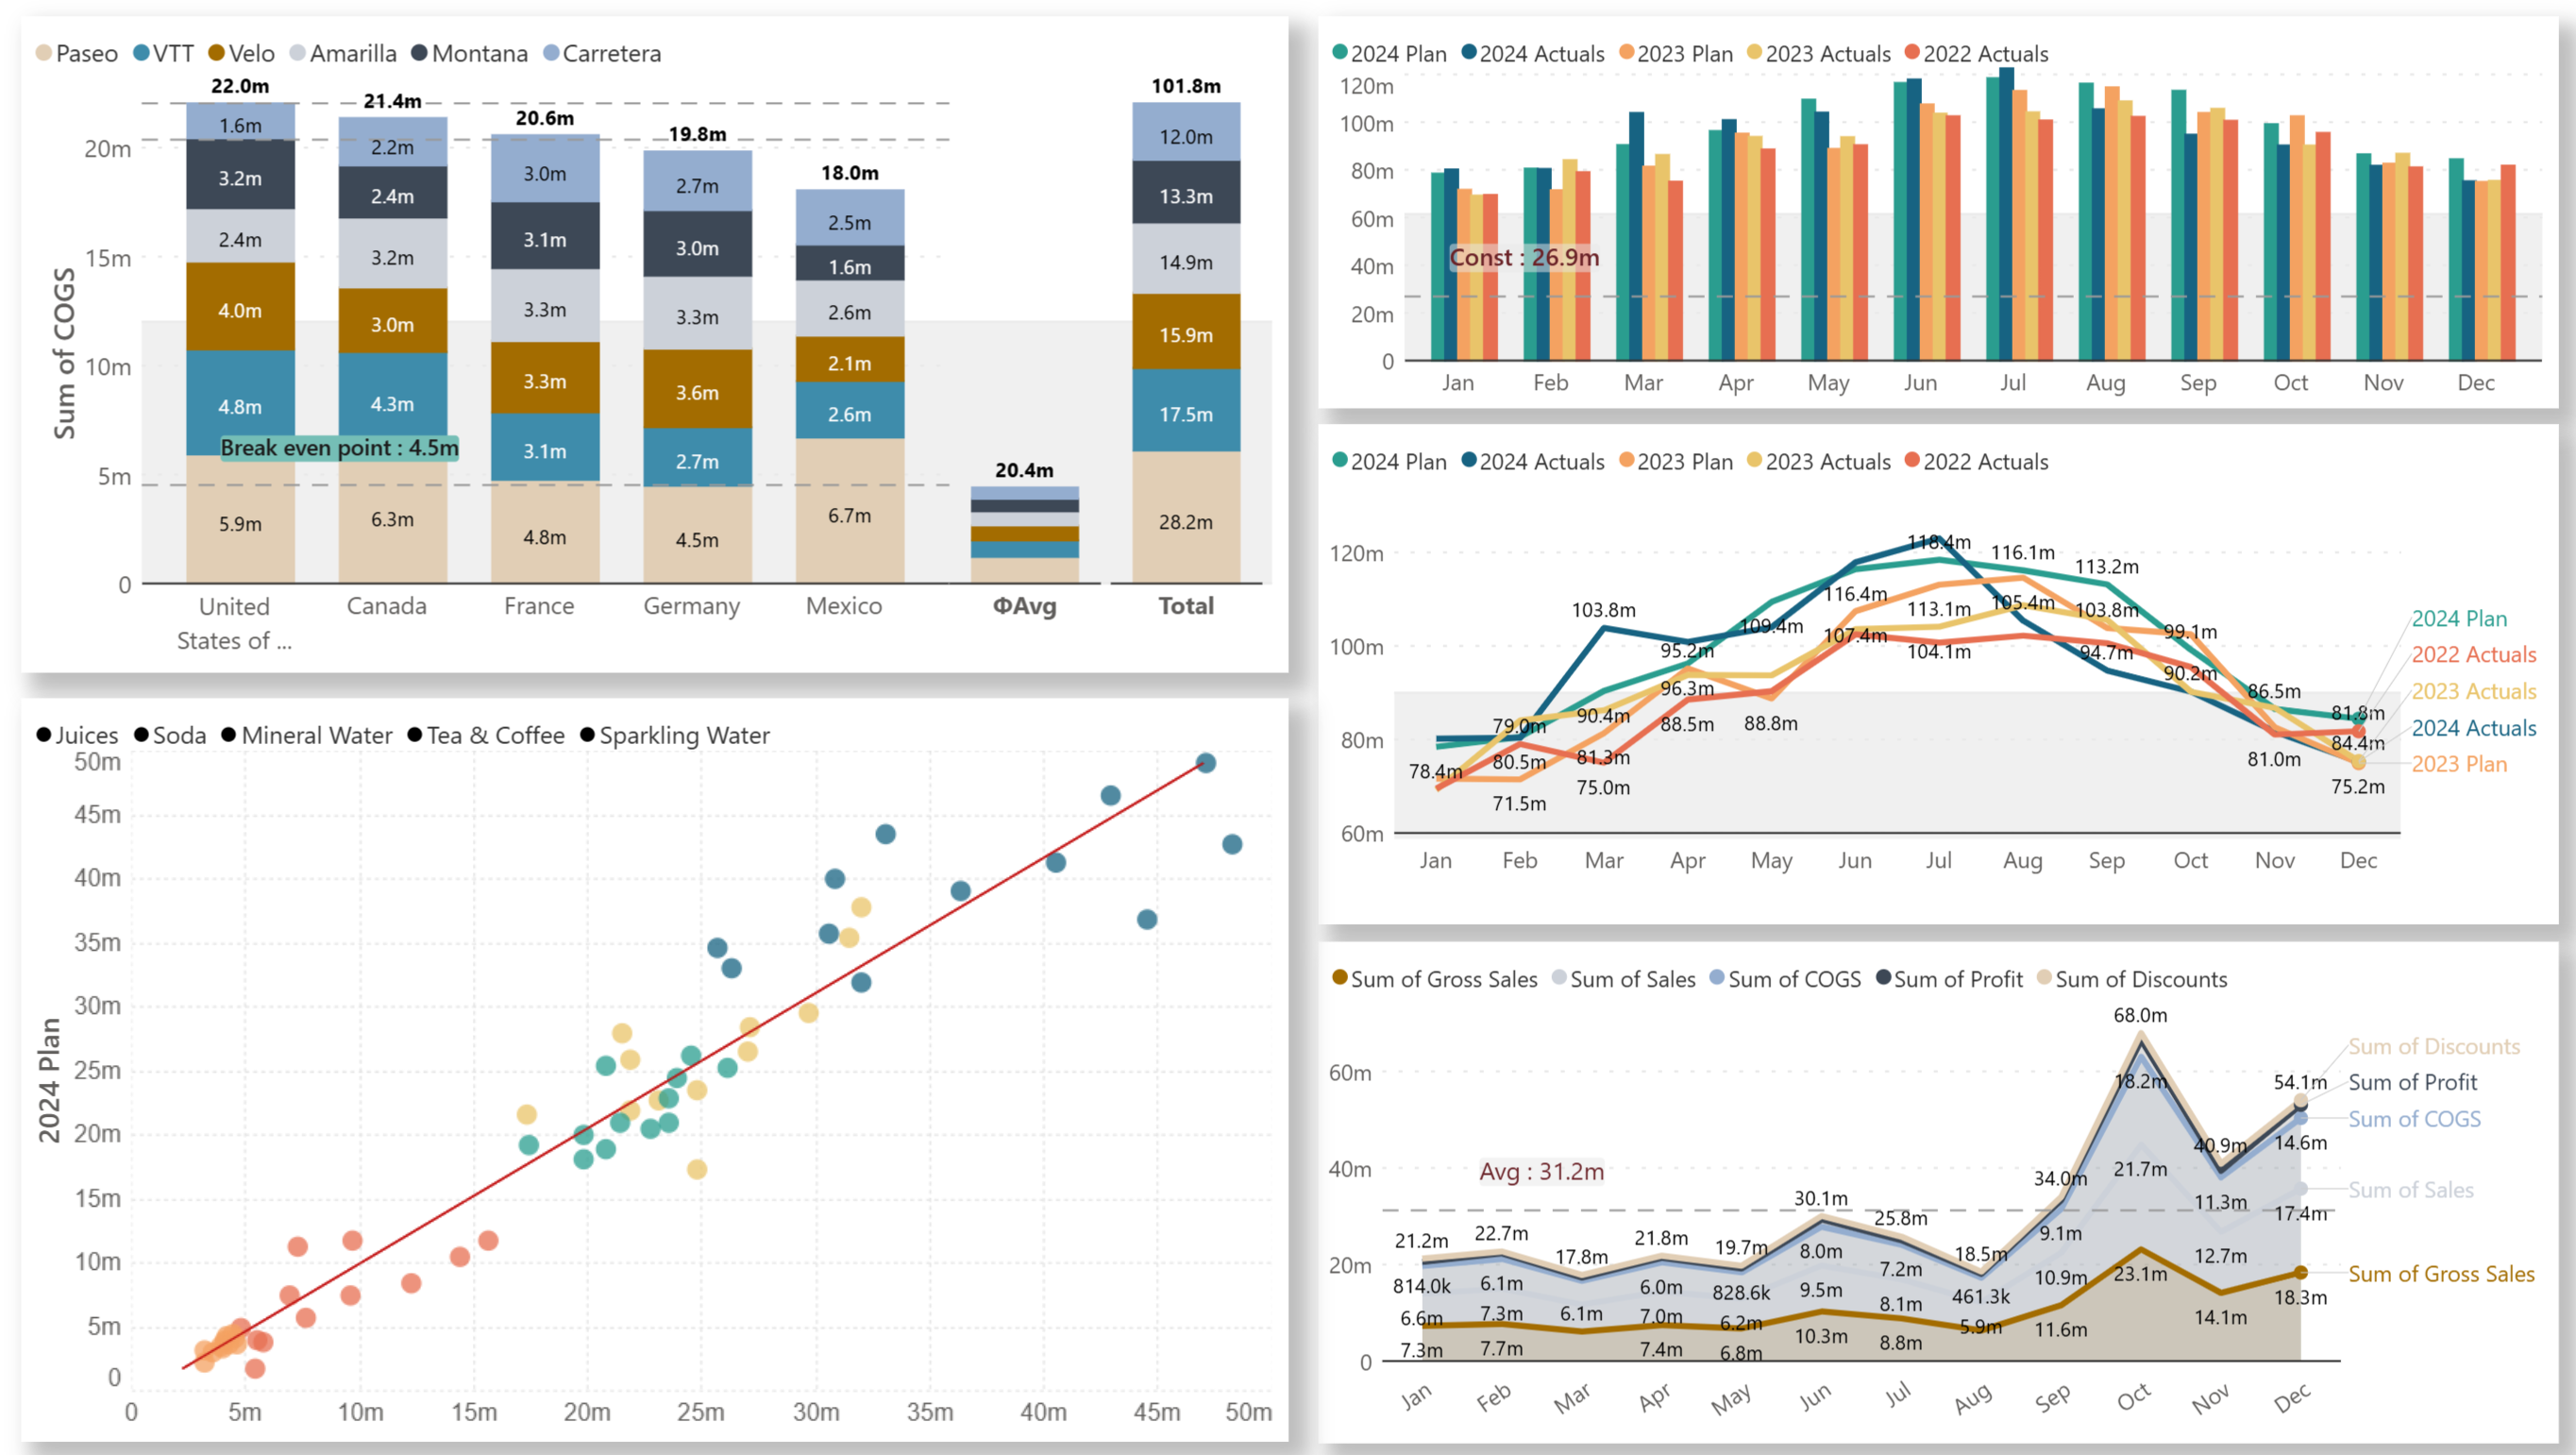 Paseo VTT Velo Amarilla Montana Carretera
22.0m
21.4m
20.6m
19.8m
18.0m
20.4m
101.8m
Sum of COGS
20m
15m
10m
5m
0
1.6m
3.2m
2.4m
4.0m
4.8m
5.9m
2.2m
2.4m
3.2m
3.0m
4.3m
6.3m
3.0m
3.1m
3.3m
3.3m
3.1m
4.8m
2.7m
3.0m
3.3m
3.6m
2.7m
4.5m
2.5m
1.6m
2.6m
2.1m
2.6m
6.7m
12.0m
13.3m
14.9m
15.9m
17.5m
28.2m
Break even point : 4.5m
United
States of ...
Canada
France
Germany
Mexico
ΦAvg
Total
Juices Soda Mineral Water Tea & Coffee Sparkling Water
2024 Plan
50m
45m
40m
35m
30m
25m
20m
15m
10m
5m
0
0 5m 10m 15m 20m 25m 30m 35m 40m 45m 50m
2024 Plan 2024 Actuals 2023 Plan 2023 Actuals 2022 Actuals
120m
100m
80m
60m
40m
20m
0
Const : 26.9m
Jan Feb Mar Apr May Jun Jul Aug Sep Oct Nov Dec
2024 Plan 2024 Actuals 2023 Plan 2023 Actuals 2022 Actuals
120m
100m
80m
60m
78.4m
79.0m
80.5m
71.5m
103.8m
90.4m
81.3m
75.0m
95.2m
96.3m
88.5m
109.4m
88.8m
116.4m
107.4m
118.4m
113.1m
104.1m
116.1m
105.4m
113.2m
103.8m
94.7m
99.1m
90.2m
86.5m
81.0m
81.8m
84.4m
75.2m
2024 Plan
2022 Actuals
2023 Actuals
2024 Actuals
2023 Plan
Jan Feb Mar Apr May Jun Jul Aug Sep Oct Nov Dec
Sum of Gross Sales Sum of Sales Sum of COGS Sum of Profit Sum of Discounts
60m
40m
20m
0
Avg : 31.2m
21.2m
814.0k
6.6m
7.3m
22.7m
6.1m
7.3m
7.7m
17.8m
6.1m
21.8m
6.0m
7.0m
7.4m
19.7m
828.6k
6.2m
6.8m
30.1m
8.0m
9.5m
10.3m
25.8m
7.2m
8.1m
8.8m
18.5m
461.3k
5.9m
34.0m
9.1m
10.9m
11.6m
68.0m
18.2m
21.7m
23.1m
40.9m
11.3m
12.7m
14.1m
54.1m
14.6m
17.4m
18.3m
Sum of Discounts
Sum of Profit
Sum of COGS
Sum of Sales
Sum of Gross Sales
Jan Feb Mar Apr May Jun Jul Aug Sep Oct Nov Dec